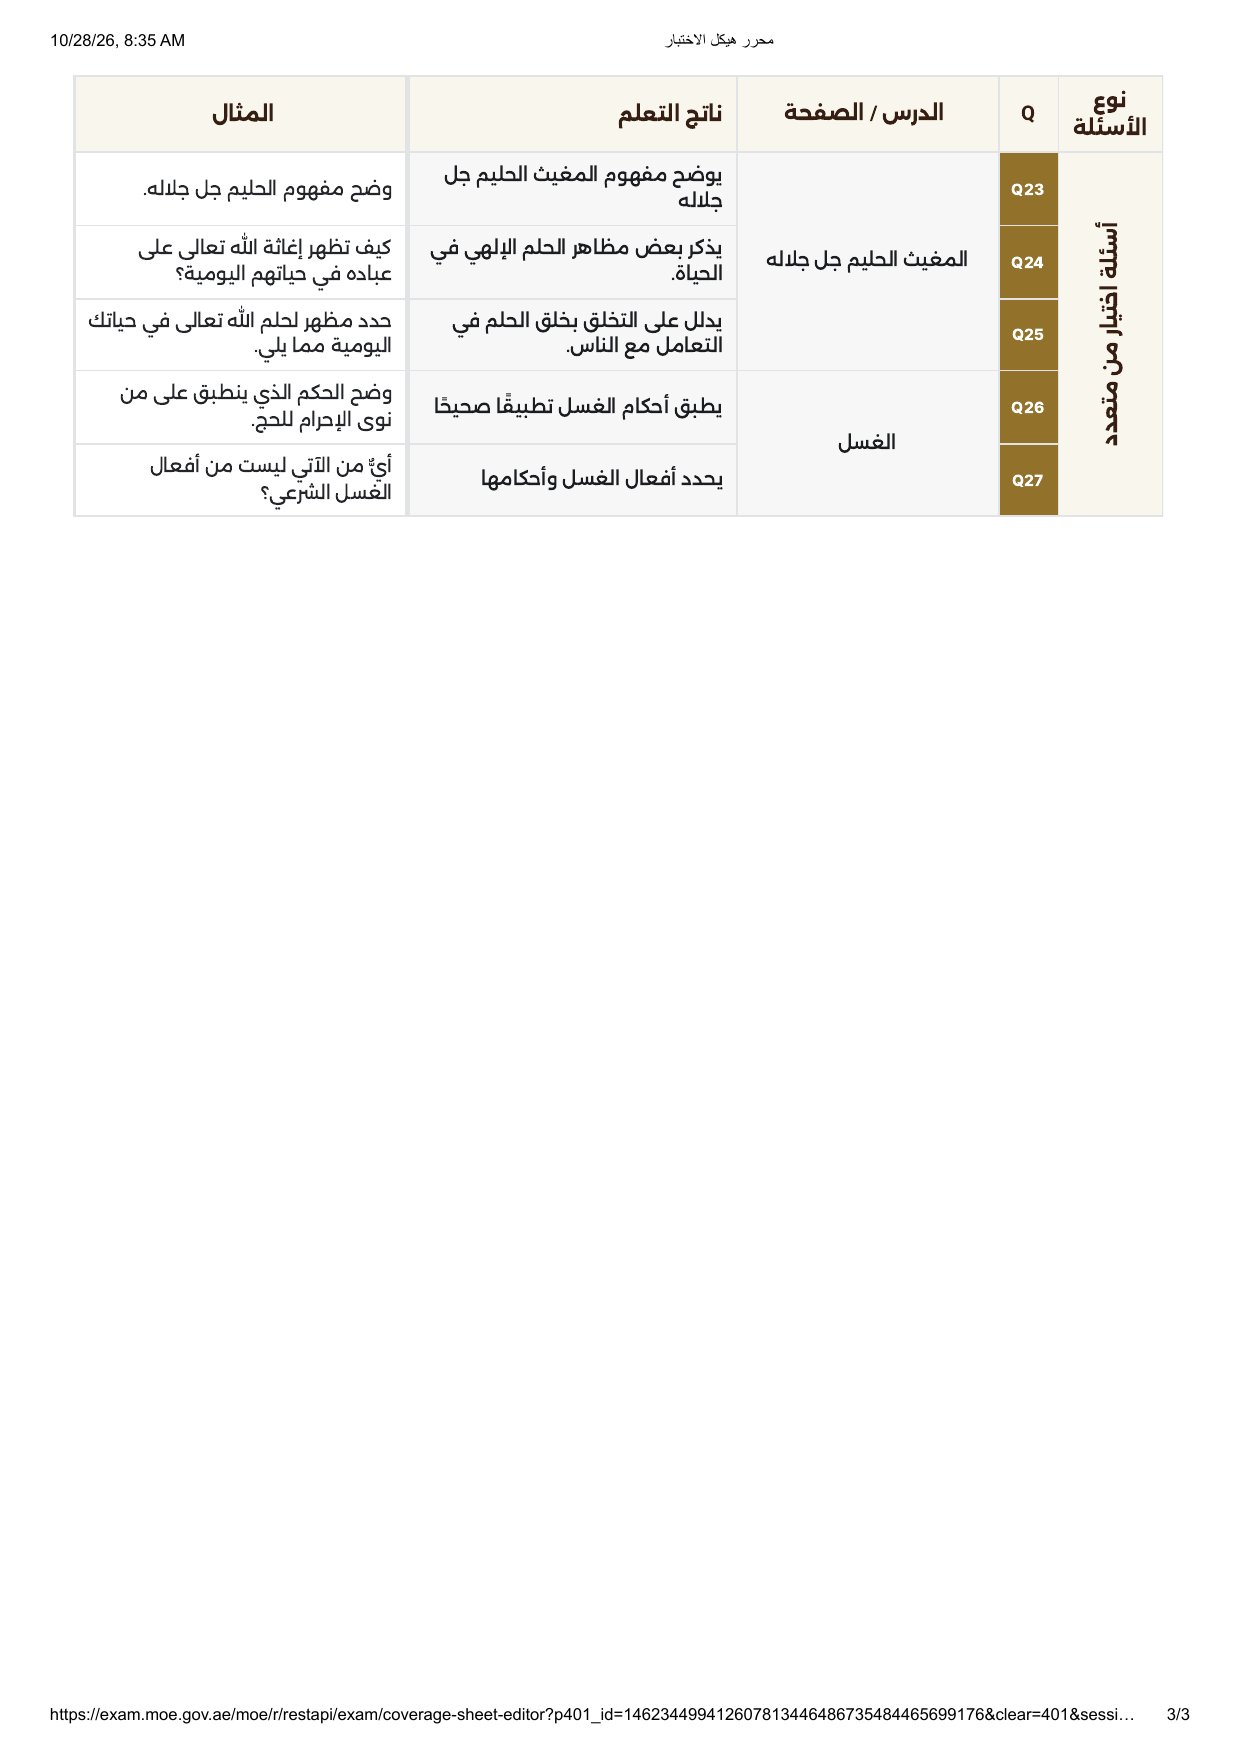 10/28/26, 8:35 AM
محرر هيكل الاختبار
نوع
الأسئلة
Q
الدرس / الصفحة
ناتج التعلم
المثال
أسئلة اختيار من متعدد
Q23
المغيث الحليم جل جلاله
يوضح مفهوم المغيث الحليم جل
جلاله
وضح مفهوم الحليم جل جلاله.
Q24
يذكر بعض مظاهر الحلم الإلهي في
الحياة.
كيف تظهر إغاثة الله تعالى على
عباده في حياتهم اليومية؟
Q25
يدلل على التخلق بخلق الحلم في
التعامل مع الناس.
حدد مظهر لحلم الله تعالى في حياتك
اليومية مما يلي.
Q26
الغسل
يطبق أحكام الغسل تطبيقًا صحيحًا
وضح الحكم الذي ينطبق على من
نوى الإحرام للحج.
Q27
يحدد أفعال الغسل وأحكامها
أيٌّ من الآتي ليست من أفعال
الغسل الشرعي؟
https://exam.moe.gov.ae/moe/r/restapi/exam/coverage-sheet-editor?p401_id=146234499412607813446486735484465699176&clear=401&sessi…
3/3